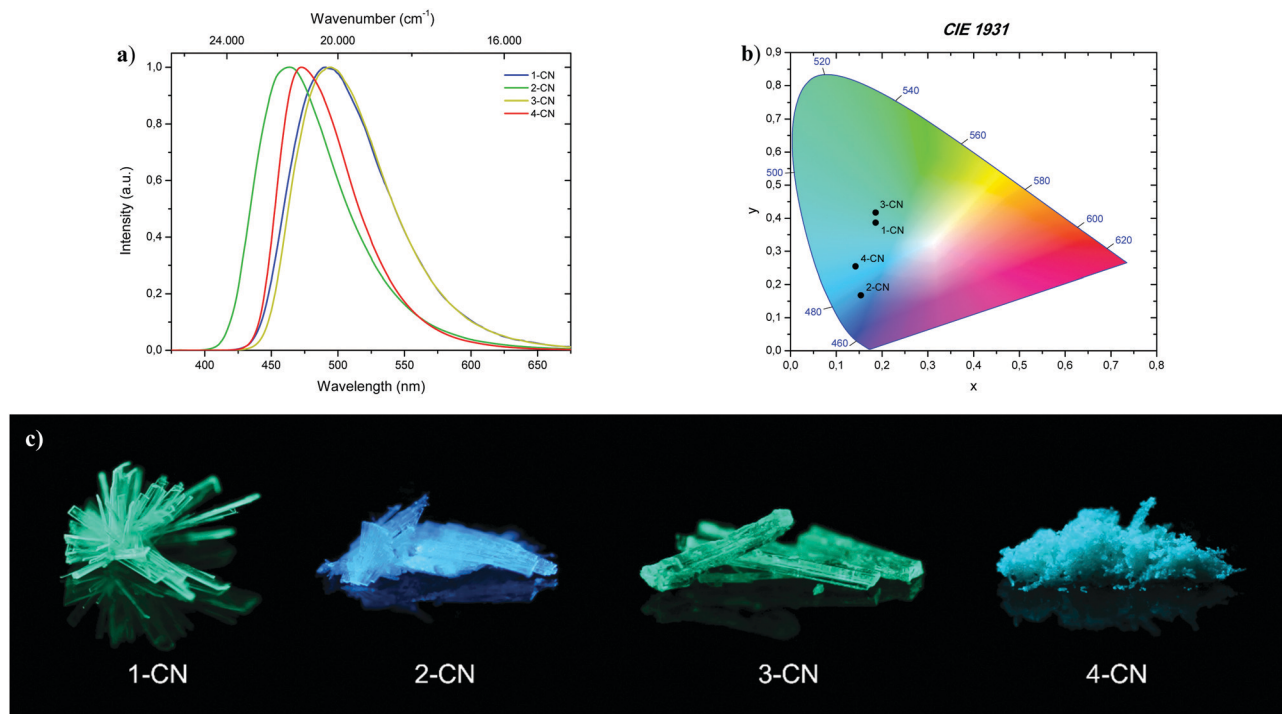 Wavenumber (cm⁻¹)
24.000 20.000 16.000
a)
1,0
0,8
0,6
0,4
0,2
0,0
Intensity (a.u.)
1-CN
2-CN
3-CN
4-CN
400 450 500 550 600 650
Wavelength (nm)
b)
CIE 1931
0,9
0,8
0,7
0,6
0,5
0,4
0,3
0,2
0,1
0,0
y
520
540
560
500
580
600
620
480
460
3-CN
1-CN
4-CN
2-CN
0,0 0,1 0,2 0,3 0,4 0,5 0,6 0,7 0,8
x
c)
1-CN 2-CN 3-CN 4-CN